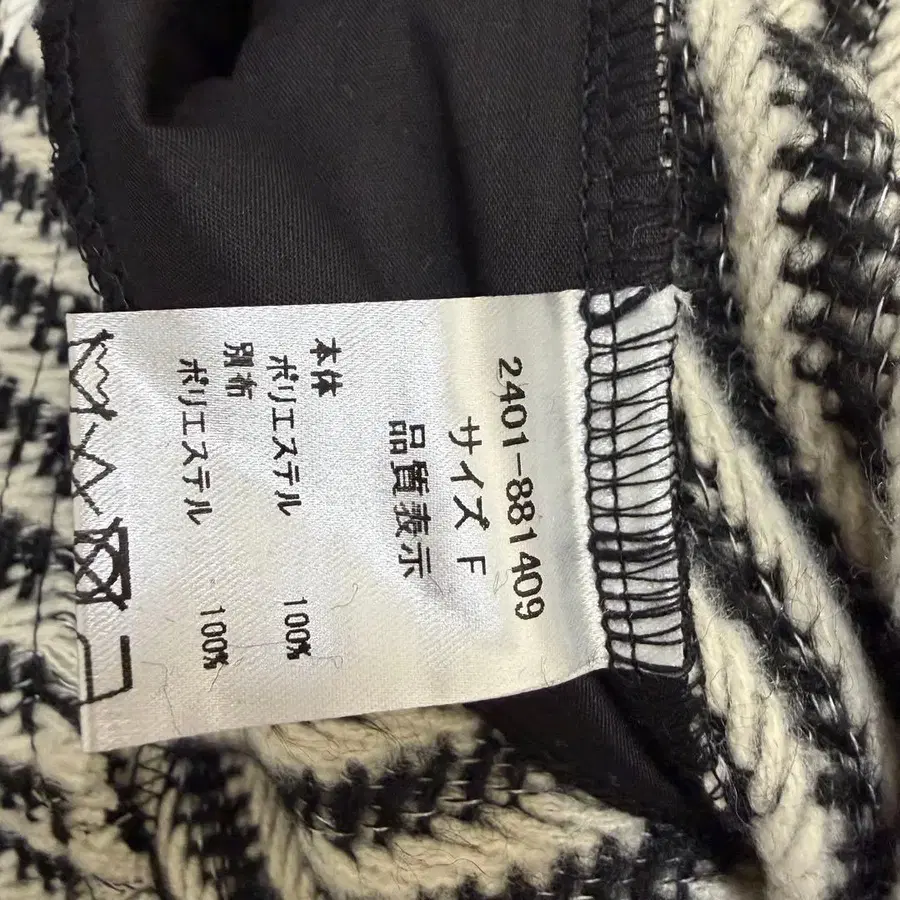 2401-881409
サイズ F
品質表示
本体
ポリエステル 100%
別布
ポリエステル 100%